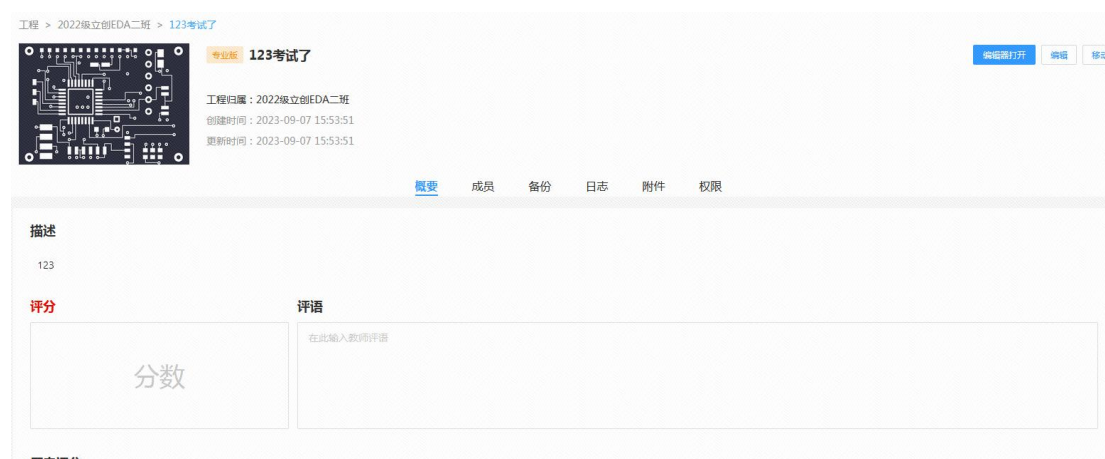 工程 > 2022级立创EDA二班 > 123考试了
专业版 123考试了
编辑器打开 编辑
工程归属：2022级立创EDA二班
创建时间：2023-09-07 15:53:51
更新时间：2023-09-07 15:53:51
概要 成员 备份 日志 附件 权限
描述
123
评分 评语
在此输入教师评语
分数